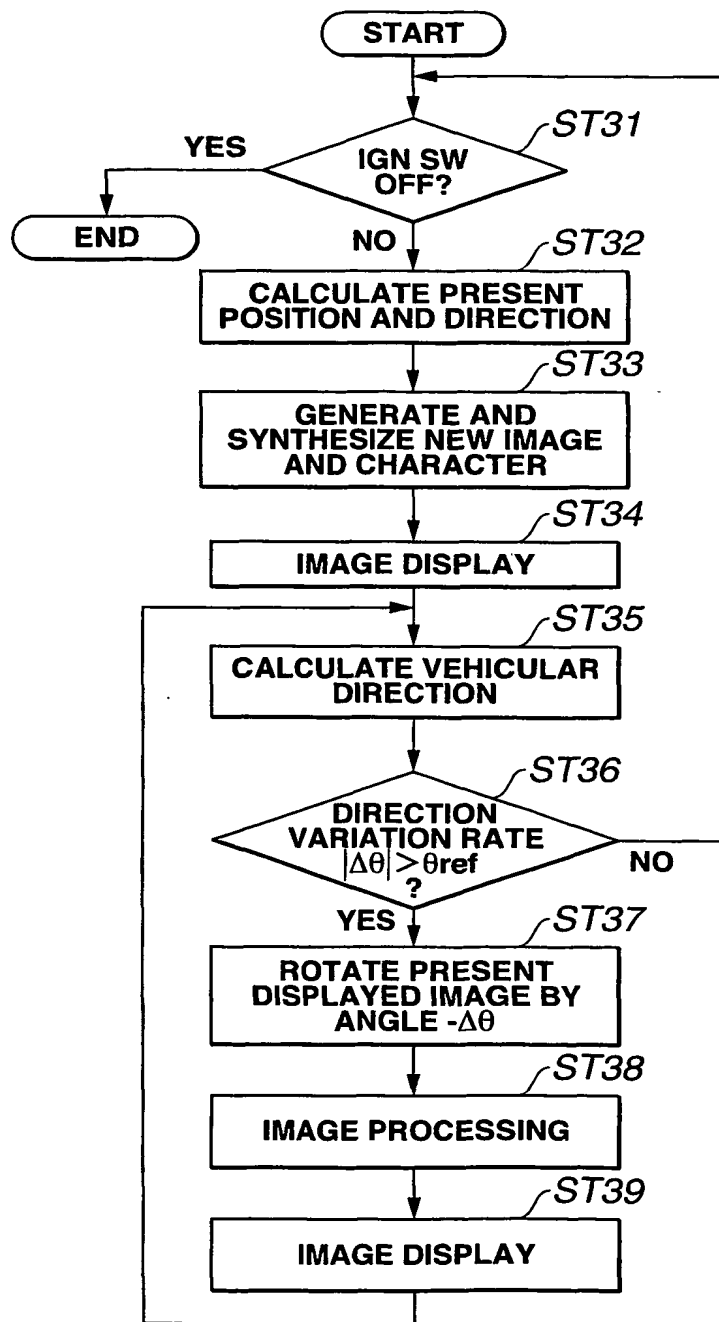 START
ST31
YES
IGN SW
OFF?
END
NO
ST32
CALCULATE PRESENT
POSITION AND DIRECTION
ST33
GENERATE AND
SYNTHESIZE NEW IMAGE
AND CHARACTER
ST34
IMAGE DISPLAY
ST35
CALCULATE VEHICULAR
DIRECTION
ST36
DIRECTION
VARIATION RATE
|Δθ|>θref
?
NO
YES
ST37
ROTATE PRESENT
DISPLAYED IMAGE BY
ANGLE -Δθ
ST38
IMAGE PROCESSING
ST39
IMAGE DISPLAY